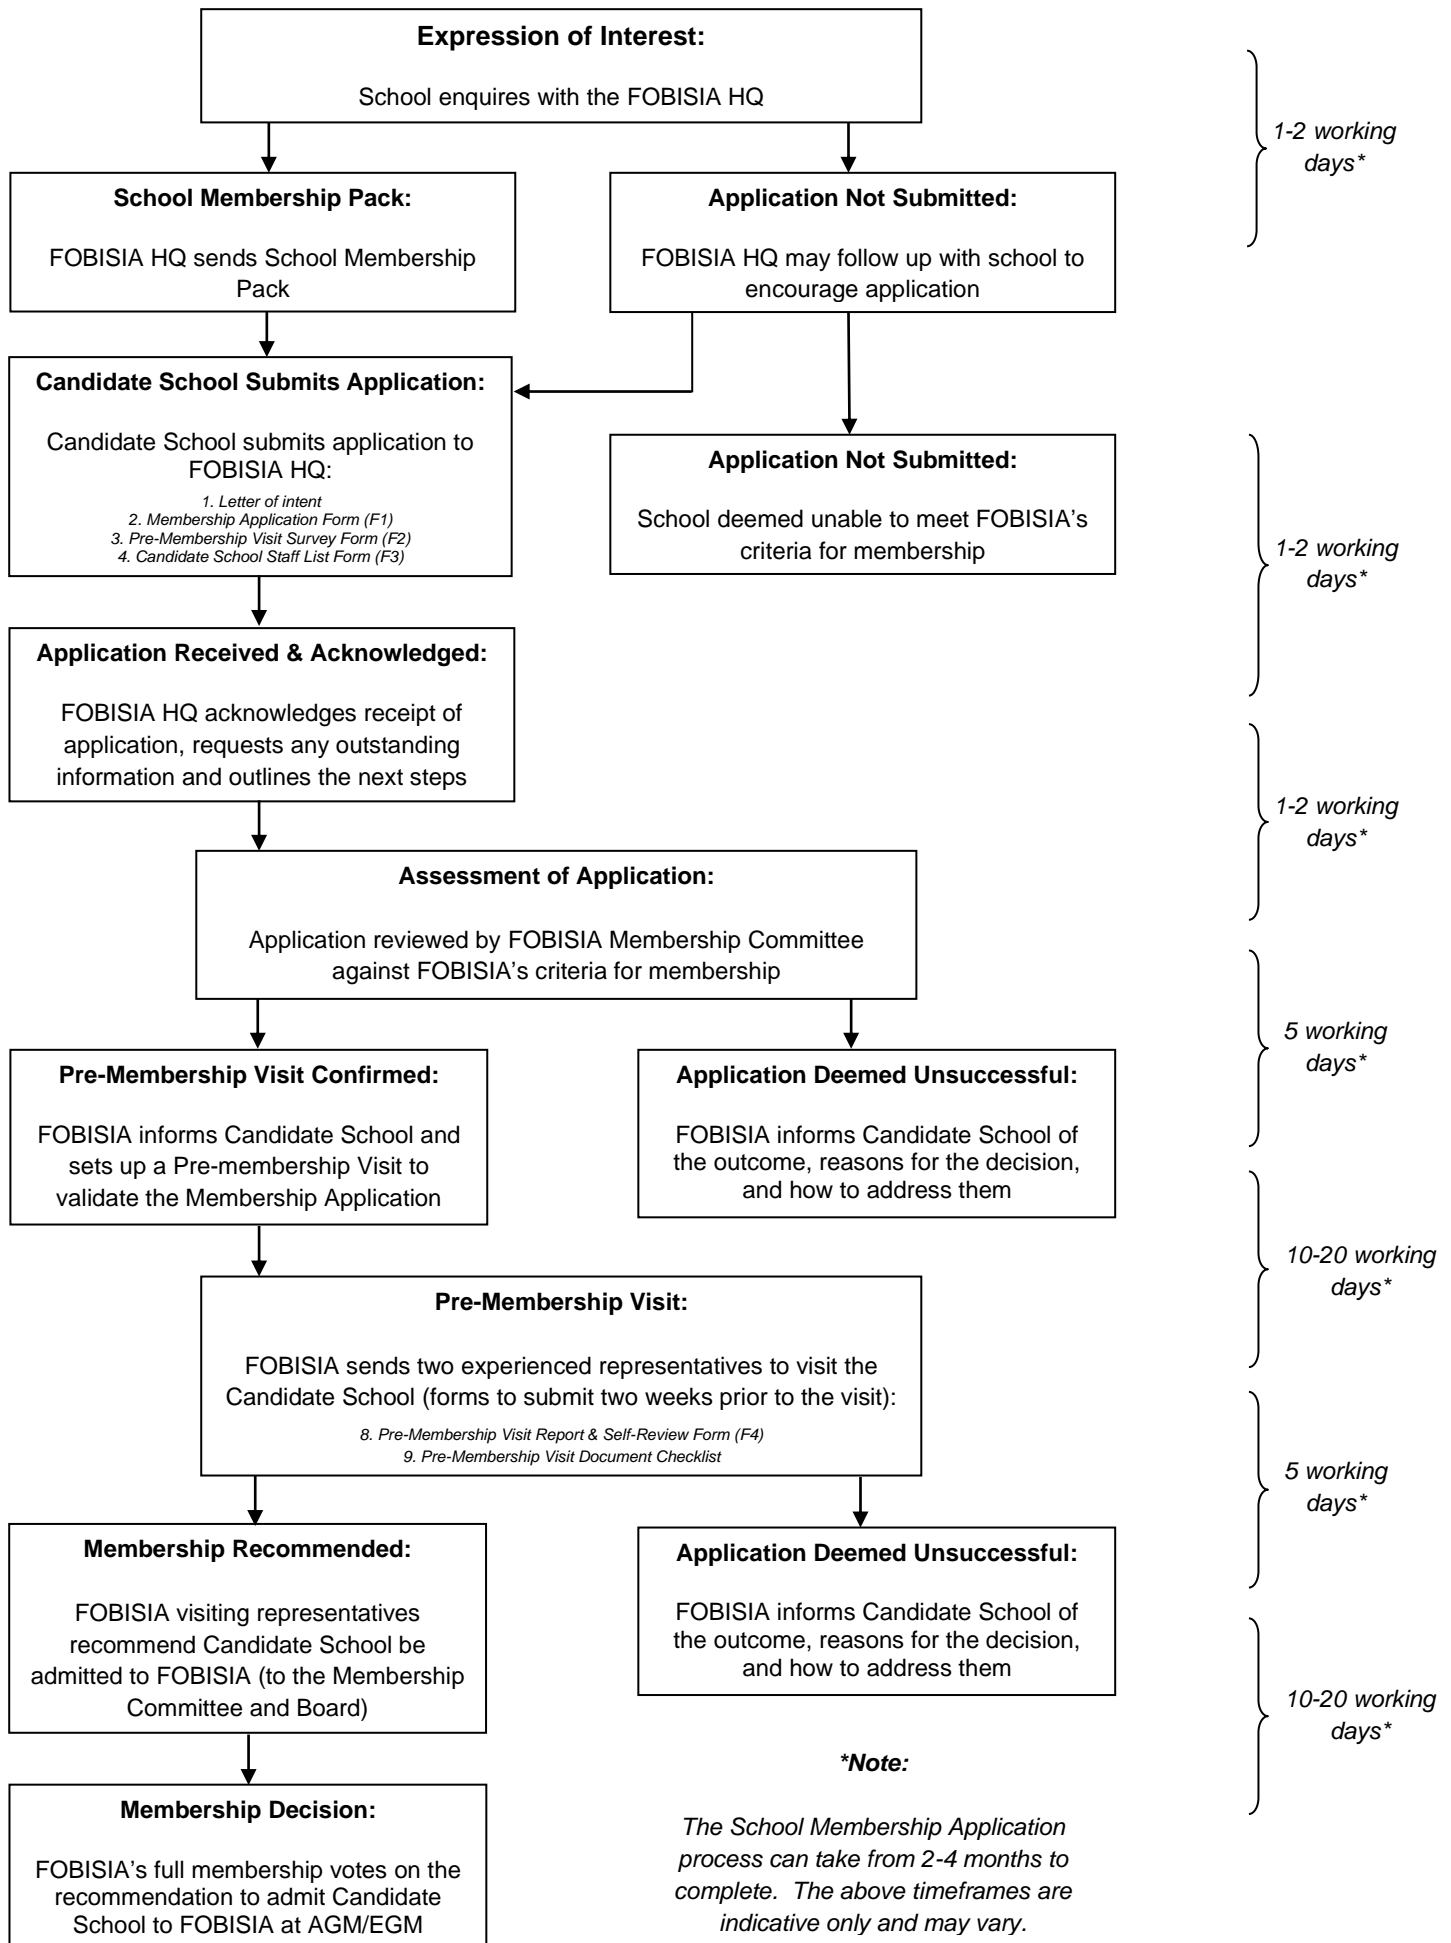 Expression of Interest:
School enquires with the FOBISIA HQ
1-2 working
days*
School Membership Pack:
FOBISIA HQ sends School Membership
Pack
Application Not Submitted:
FOBISIA HQ may follow up with school to
encourage application
Candidate School Submits Application:
Candidate School submits application to
FOBISIA HQ:
1. Letter of intent
2. Membership Application Form (F1)
3. Pre-Membership Visit Survey Form (F2)
4. Candidate School Staff List Form (F3)
Application Not Submitted:
School deemed unable to meet FOBISIA's
criteria for membership
1-2 working
days*
Application Received & Acknowledged:
FOBISIA HQ acknowledges receipt of
application, requests any outstanding
information and outlines the next steps
1-2 working
days*
Assessment of Application:
Application reviewed by FOBISIA Membership Committee
against FOBISIA's criteria for membership
5 working
days*
Pre-Membership Visit Confirmed:
FOBISIA informs Candidate School and
sets up a Pre-membership Visit to
validate the Membership Application
Application Deemed Unsuccessful:
FOBISIA informs Candidate School of
the outcome, reasons for the decision,
and how to address them
10-20 working
days*
Pre-Membership Visit:
FOBISIA sends two experienced representatives to visit the
Candidate School (forms to submit two weeks prior to the visit):
8. Pre-Membership Visit Report & Self-Review Form (F4)
9. Pre-Membership Visit Document Checklist
5 working
days*
Membership Recommended:
FOBISIA visiting representatives
recommend Candidate School be
admitted to FOBISIA (to the Membership
Committee and Board)
Application Deemed Unsuccessful:
FOBISIA informs Candidate School of
the outcome, reasons for the decision,
and how to address them
10-20 working
days*
Membership Decision:
FOBISIA's full membership votes on the
recommendation to admit Candidate
School to FOBISIA at AGM/EGM
*Note:
The School Membership Application
process can take from 2-4 months to
complete.  The above timeframes are
indicative only and may vary.